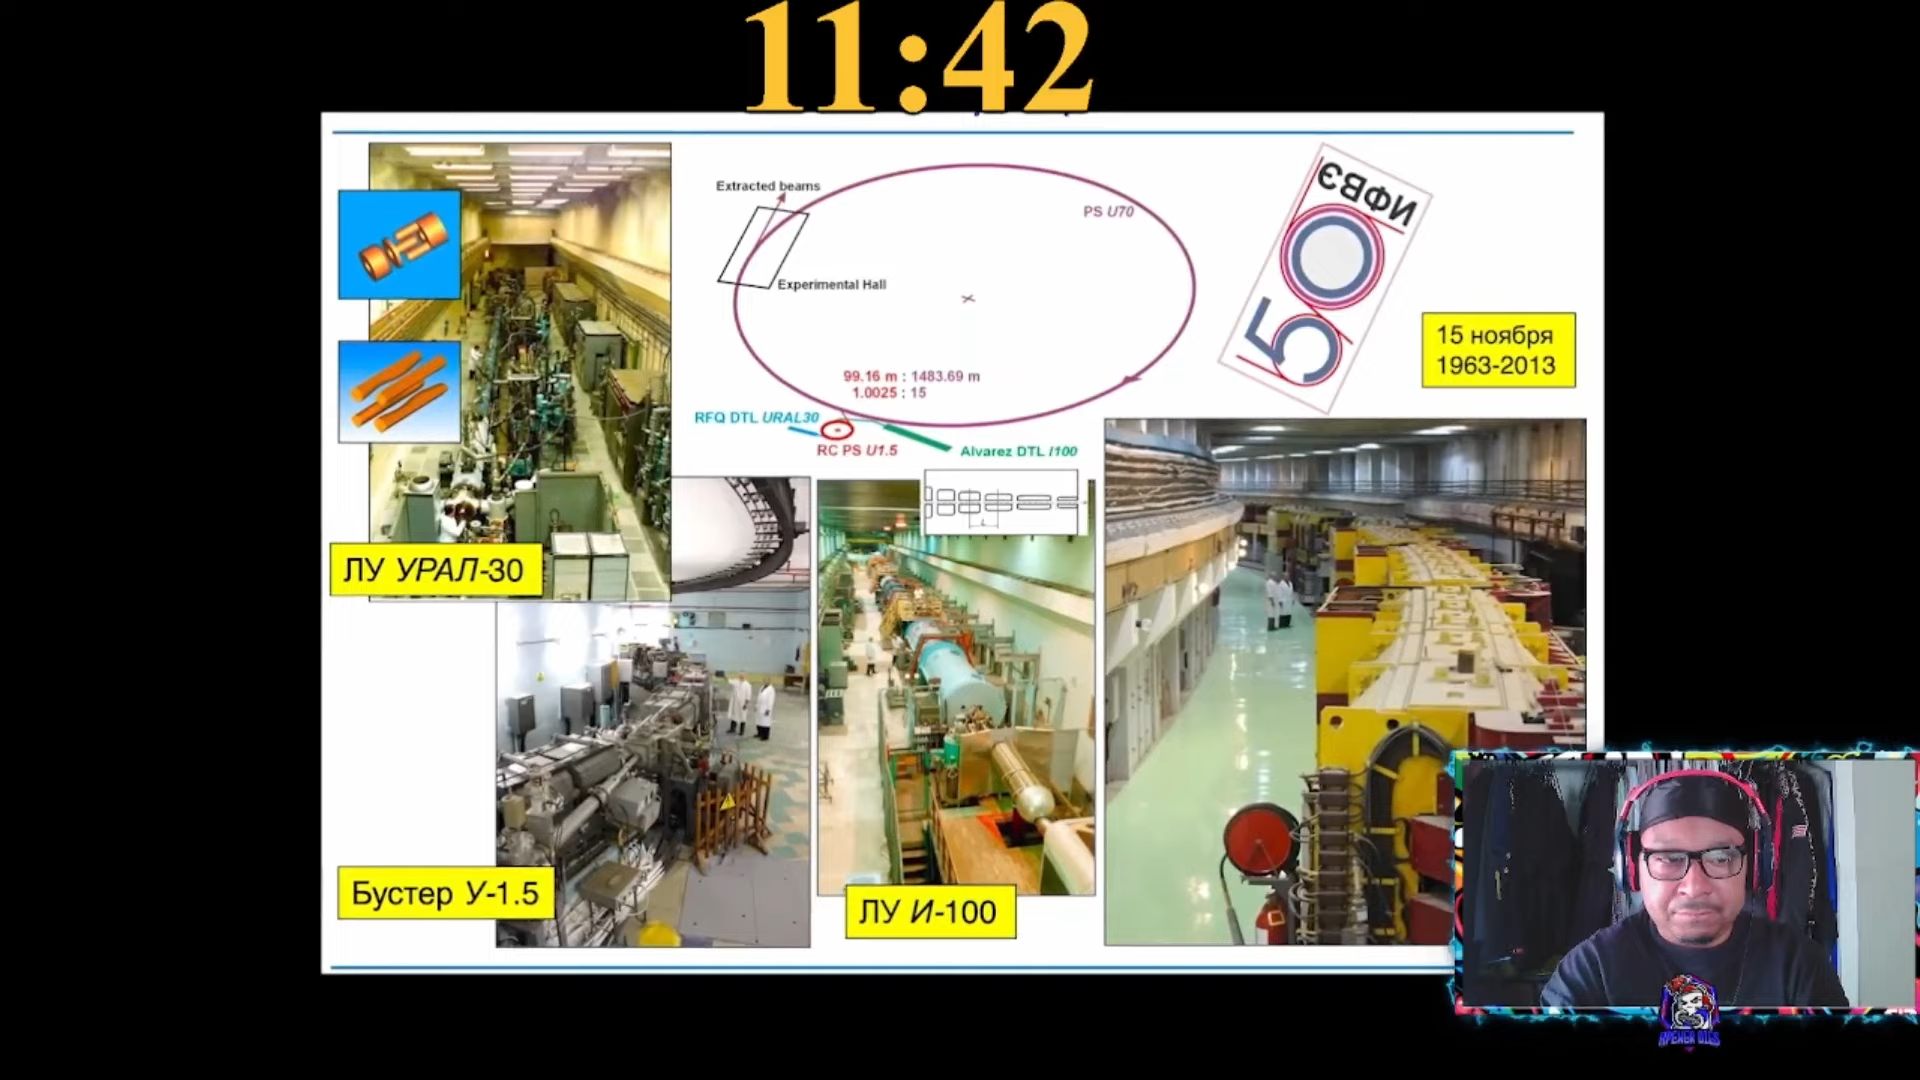 11:42
Extracted beams
PS U70
Experimental Hall
99.16 m : 1483.69 m
1.0025 : 15
RFQ DTL URAL30
RC PS U1.5
Alvarez DTL I100
L
ИФВЭ
50
15 ноября
1963-2013
ЛУ УРАЛ-30
Бустер У-1.5
ЛУ И-100